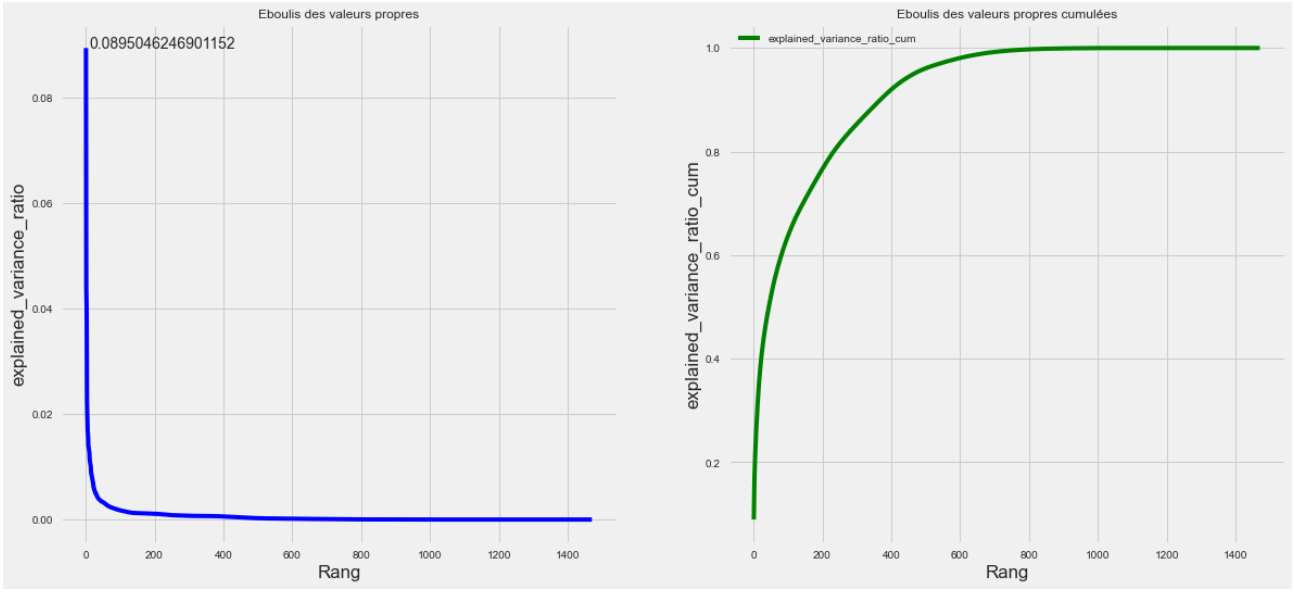 Eboulis des valeurs propres
0.0895046246901152
explained_variance_ratio
0.08
0.06
0.04
0.02
0.00
0 200 400 600 800 1000 1200 1400
Rang
Eboulis des valeurs propres cumulées
explained_variance_ratio_cum
explained_variance_ratio_cum
1.0
0.8
0.6
0.4
0.2
0 200 400 600 800 1000 1200 1400
Rang